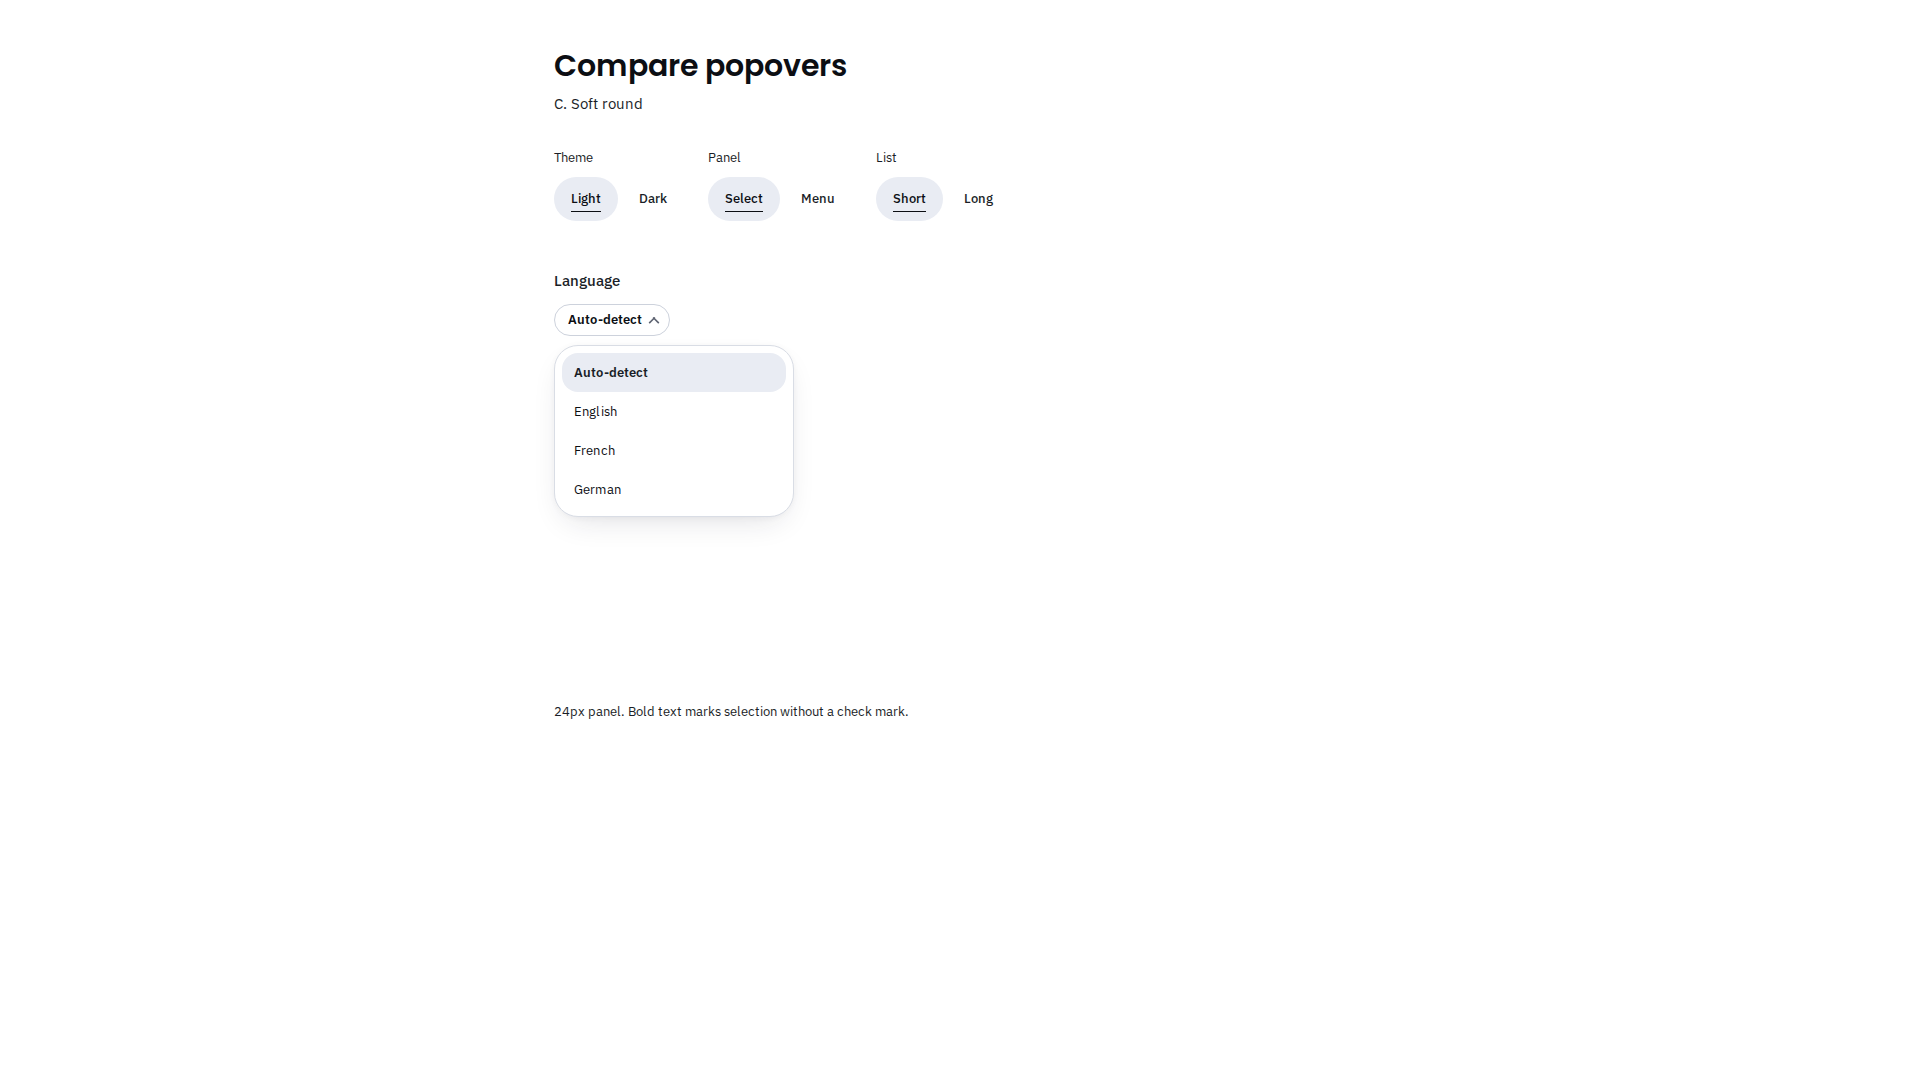 Compare popovers
C. Soft round
Theme Panel List
Light Dark Select Menu Short Long
Language
Auto-detect
Auto-detect
English
French
German
24px panel. Bold text marks selection without a check mark.